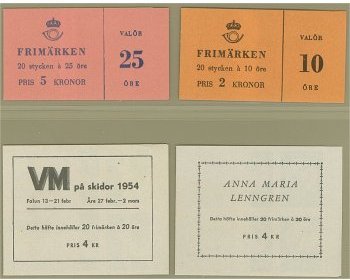 FRIMÄRKEN
20 stycken à 25 öre
PRIS 5 KRONOR
VALÖR
25
ÖRE
FRIMÄRKEN
20 stycken à 10 öre
PRIS 2 KRONOR
VALÖR
10
ÖRE
VM på skidor 1954
Falun 13—21 febr Åre 27 febr.—2 mars
Detta häfte innehåller 20 frimärken à 20 öre
PRIS 4 KR
ANNA MARIA
LENNGREN
Detta häfte innehåller 20 frimärken à 20 öre
PRIS 4 KR